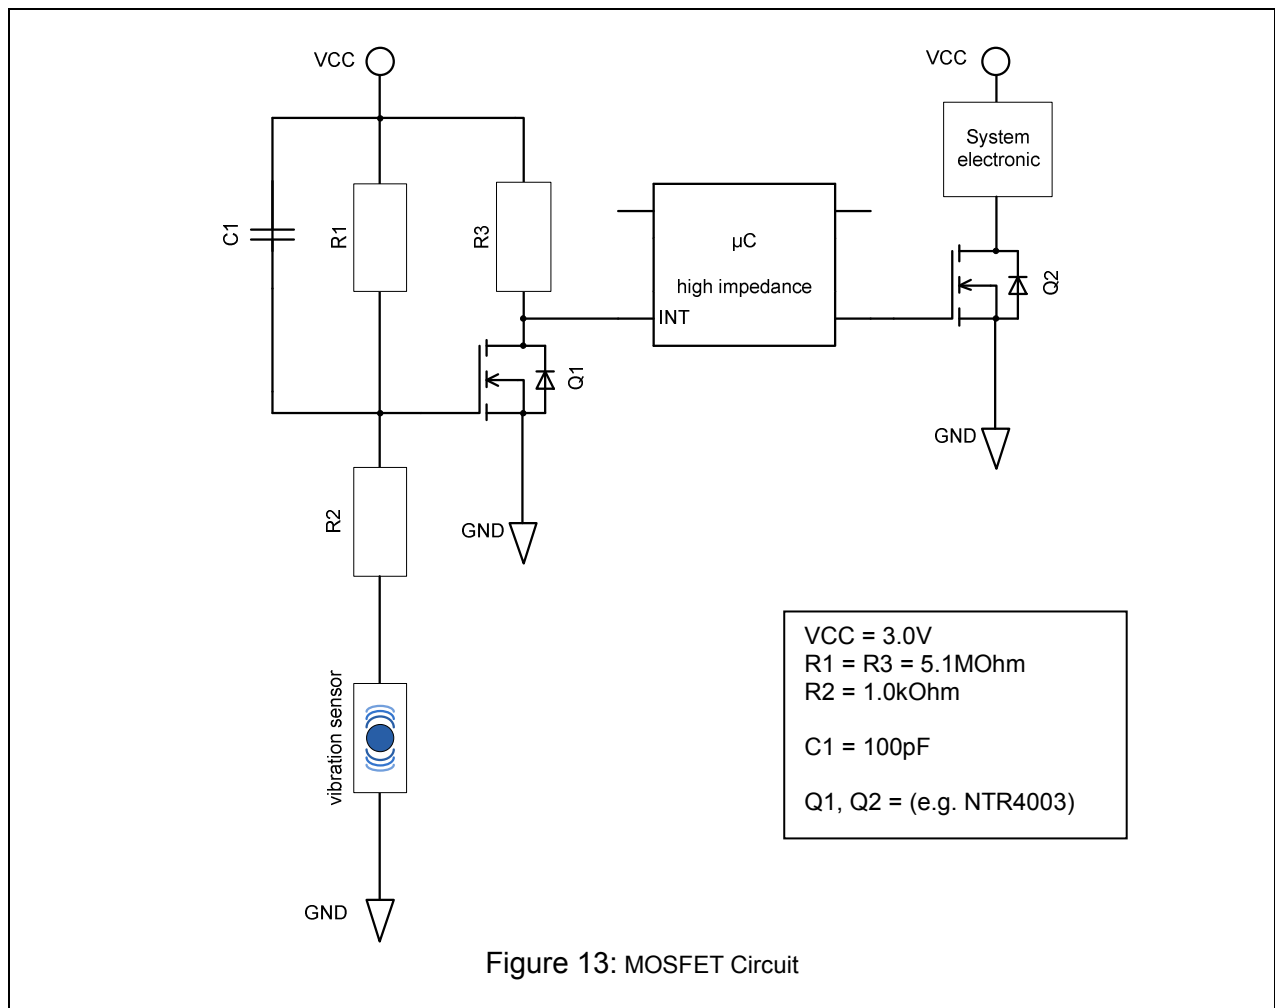 VCC
VCC
System
electronic
C1
R1
R3
µC
high impedance
INT
Q2
Q1
GND
R2
GND
vibration sensor
VCC = 3.0V
R1 = R3 = 5.1MOhm
R2 = 1.0kOhm
C1 = 100pF
Q1, Q2 = (e.g. NTR4003)
GND
Figure 13: MOSFET Circuit